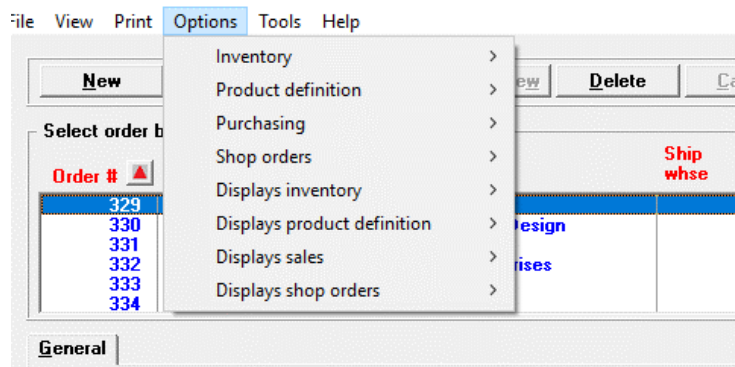 File View Print Options Tools Help
Inventory >
New ew Delete Ca
Product definition >
Select order b
Purchasing >
Shop orders >
Order # Ship whse
Displays inventory >
329
Displays product definition >
330 Design
331
Displays sales >
332 rises
333
Displays shop orders >
334
General